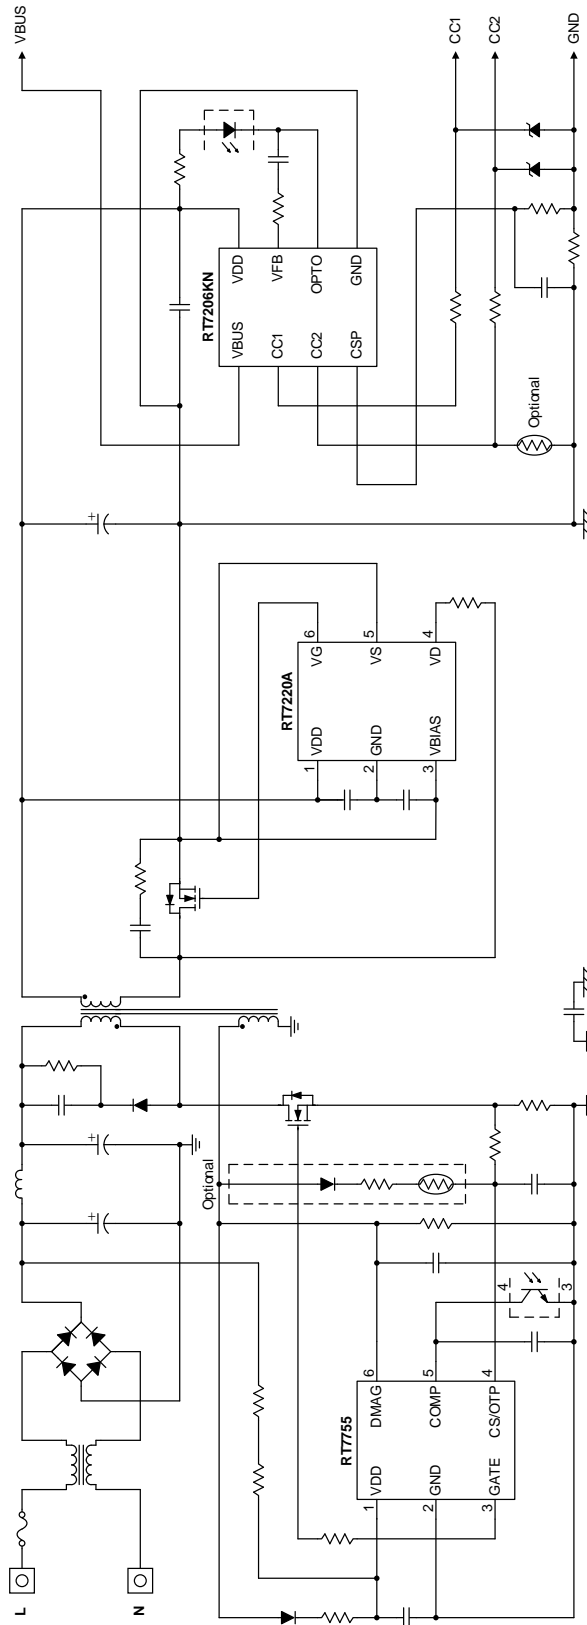 VBUS
CC1
CC2
GND
RT7206KN
VBUS
VDD
CC1
VFB
CC2
OPTO
CSP
GND
Optional
+
RT7220A
VG
6
VS
5
VD
4
1
VDD
2
GND
3
VBIAS
Optional
+
+
4
3
RT7755
6
DMAG
5
COMP
4
CS/OTP
1
VDD
2
GND
3
GATE
L
N